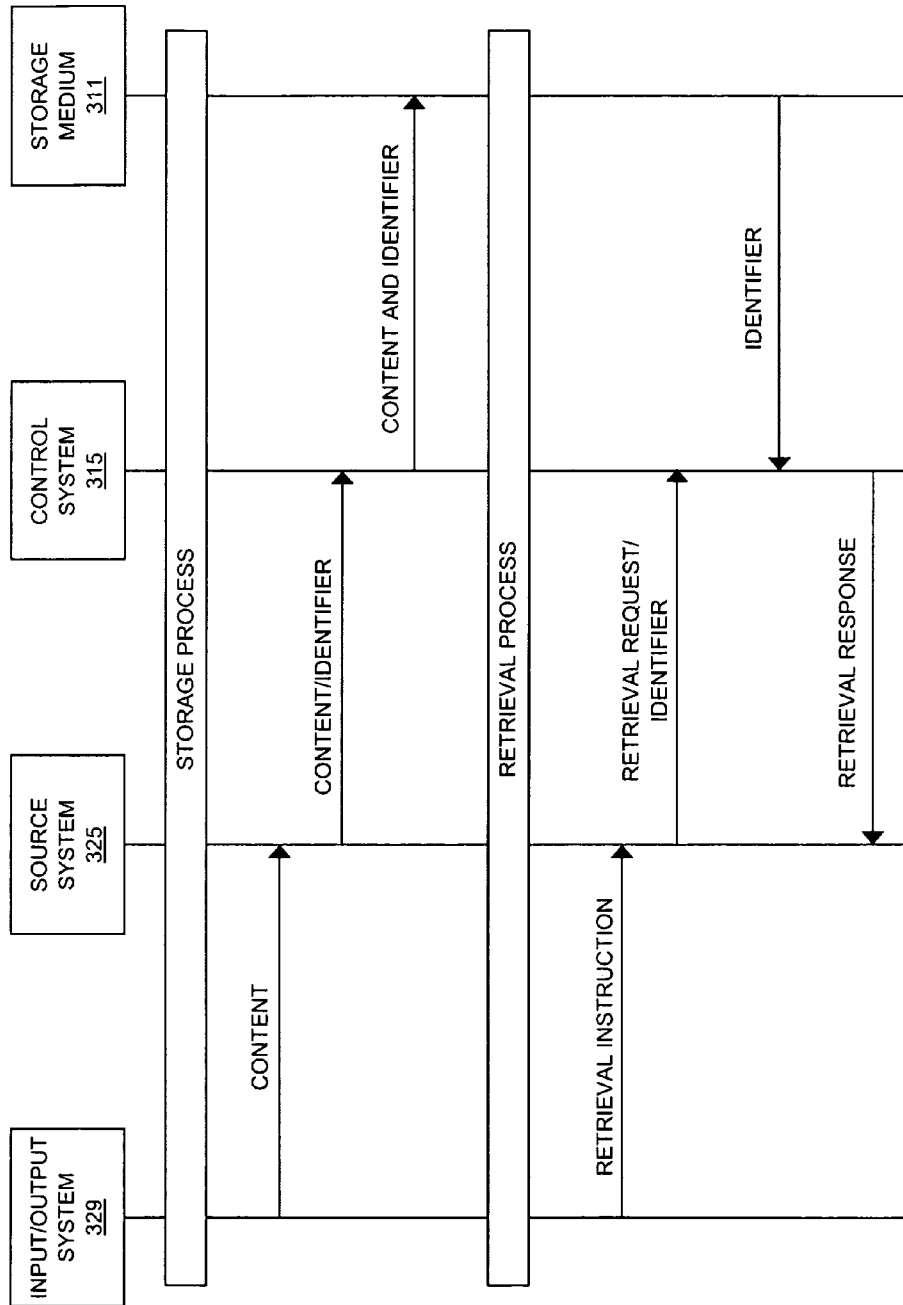 INPUT/OUTPUT
SYSTEM
329
SOURCE
SYSTEM
325
CONTROL
SYSTEM
315
STORAGE
MEDIUM
311
STORAGE PROCESS
CONTENT
CONTENT/IDENTIFIER
CONTENT AND IDENTIFIER
RETRIEVAL PROCESS
RETRIEVAL INSTRUCTION
RETRIEVAL REQUEST/
IDENTIFIER
IDENTIFIER
RETRIEVAL RESPONSE